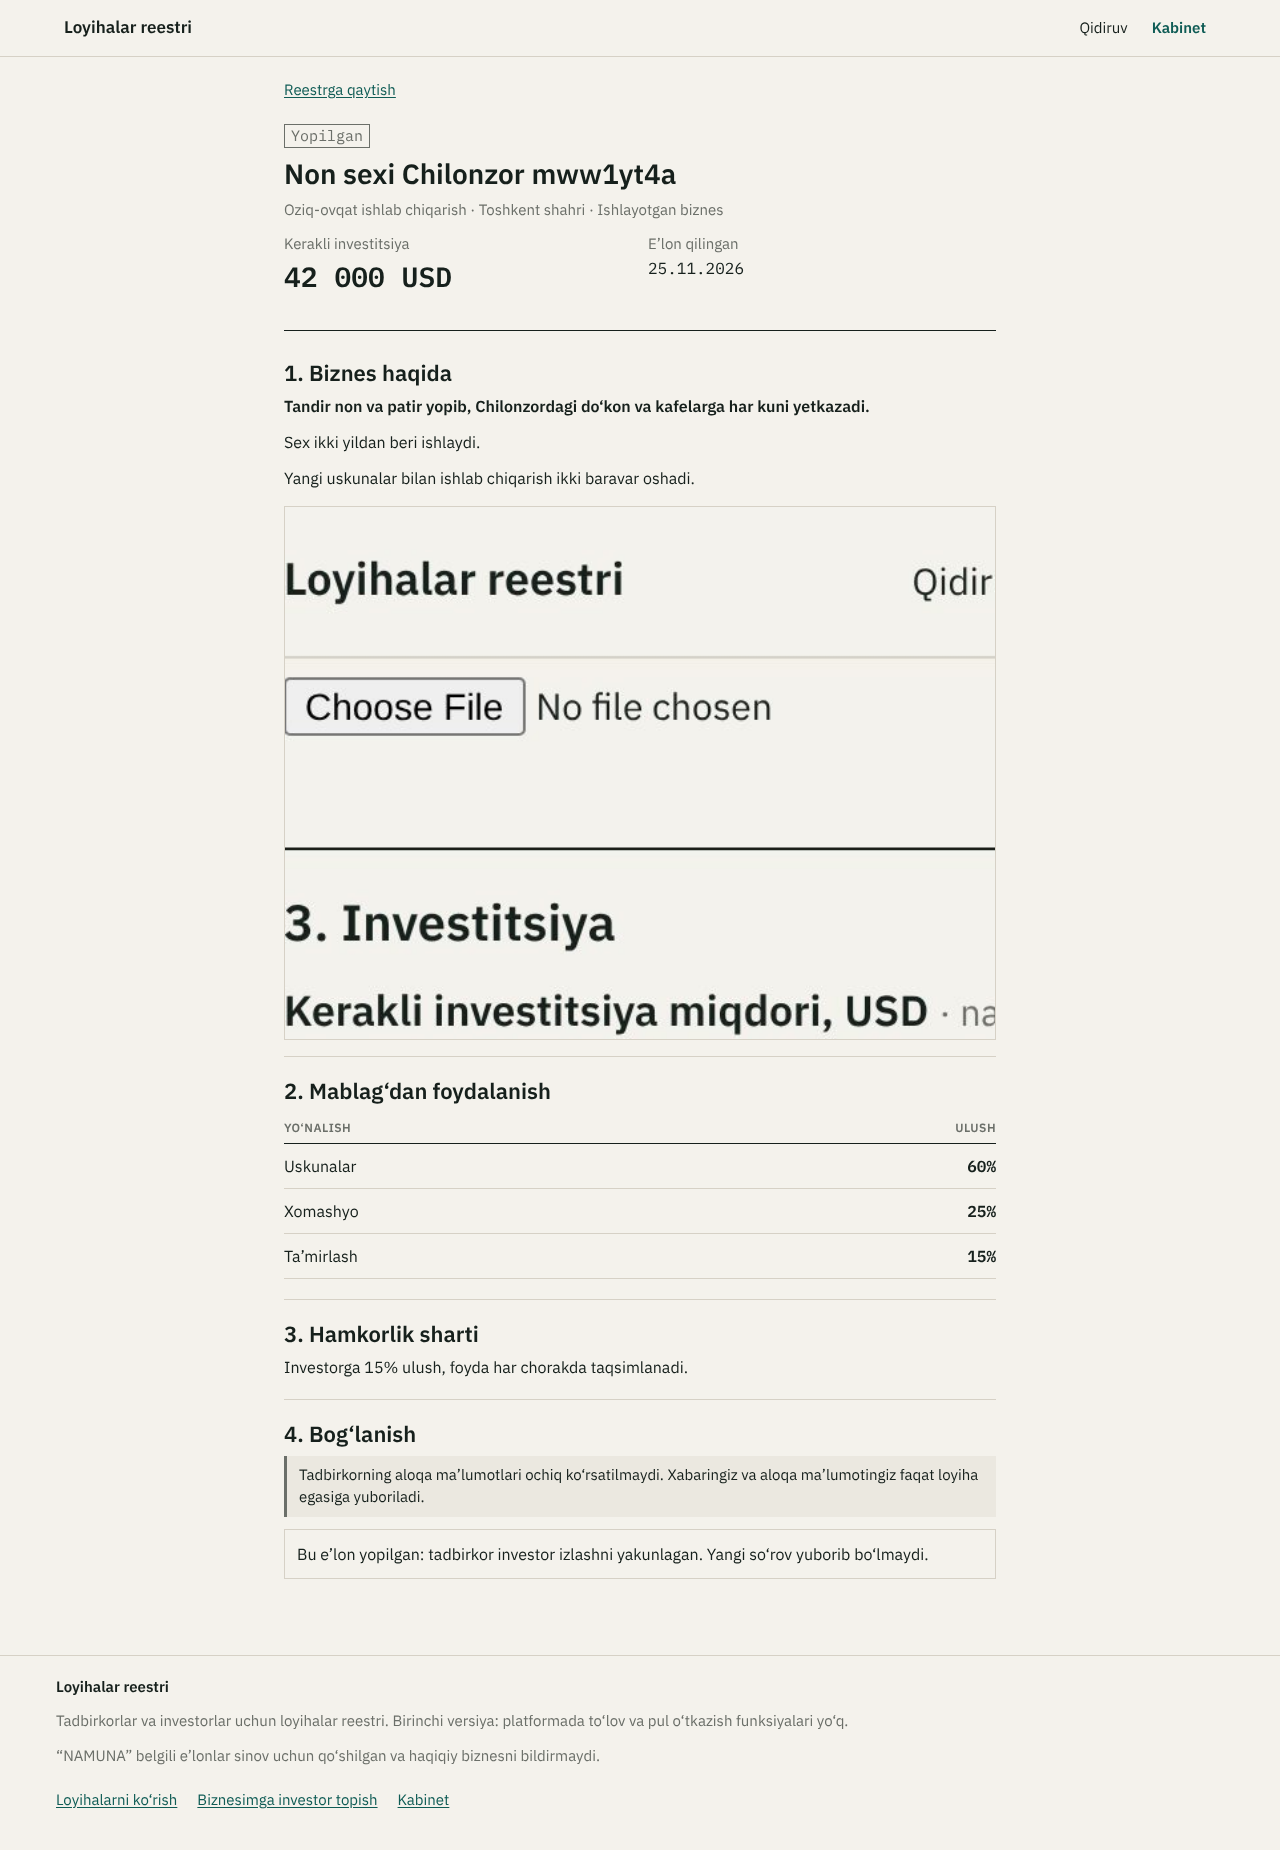 Loyihalar reestri
Qidiruv
Kabinet
Reestrga qaytish
Yopilgan
Non sexi Chilonzor mww1yt4a
Oziq-ovqat ishlab chiqarish · Toshkent shahri · Ishlayotgan biznes
Kerakli investitsiya
42 000 USD
E’lon qilingan
25.11.2026
1. Biznes haqida
Tandir non va patir yopib, Chilonzordagi do‘kon va kafelarga har kuni yetkazadi.
Sex ikki yildan beri ishlaydi.
Yangi uskunalar bilan ishlab chiqarish ikki baravar oshadi.
Loyihalar reestri
Qidir
Choose File No file chosen
3. Investitsiya
Kerakli investitsiya miqdori, USD · na
2. Mablag‘dan foydalanish
YO‘NALISH ULUSH
Uskunalar 60%
Xomashyo 25%
Ta’mirlash 15%
3. Hamkorlik sharti
Investorga 15% ulush, foyda har chorakda taqsimlanadi.
4. Bog‘lanish
Tadbirkorning aloqa ma’lumotlari ochiq ko‘rsatilmaydi. Xabaringiz va aloqa ma’lumotingiz faqat loyiha
egasiga yuboriladi.
Bu e’lon yopilgan: tadbirkor investor izlashni yakunlagan. Yangi so‘rov yuborib bo‘lmaydi.
Loyihalar reestri
Tadbirkorlar va investorlar uchun loyihalar reestri. Birinchi versiya: platformada to‘lov va pul o‘tkazish funksiyalari yo‘q.
“NAMUNA” belgili e’lonlar sinov uchun qo‘shilgan va haqiqiy biznesni bildirmaydi.
Loyihalarni ko‘rish Biznesimga investor topish Kabinet